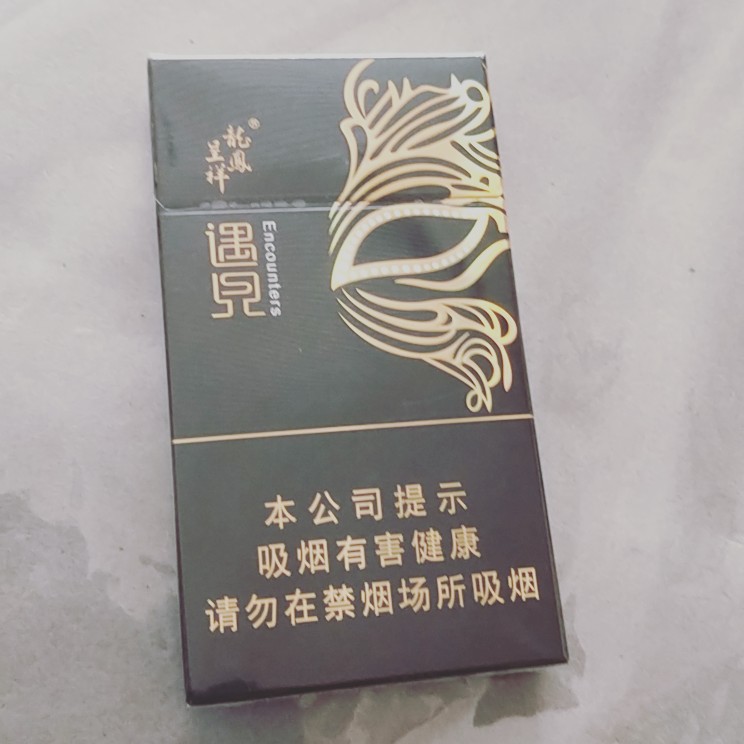 龍鳳®
呈祥
遇见
Encounters
本公司提示
吸烟有害健康
请勿在禁烟场所吸烟